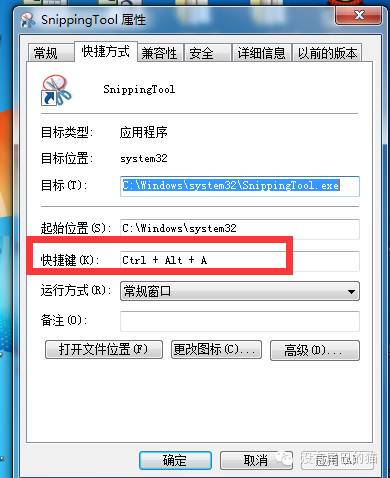 SnippingTool 属性
常规 快捷方式 兼容性 安全 详细信息 以前的版本
SnippingTool
目标类型: 应用程序
目标位置: system32
目标(T): C:\Windows\system32\SnippingTool.exe
起始位置(S): C:\Windows\system32
快捷键(K): Ctrl + Alt + A
运行方式(R): 常规窗口
备注(O):
打开文件位置(F) 更改图标(C)... 高级(D)...
确定 取消 应用(A)